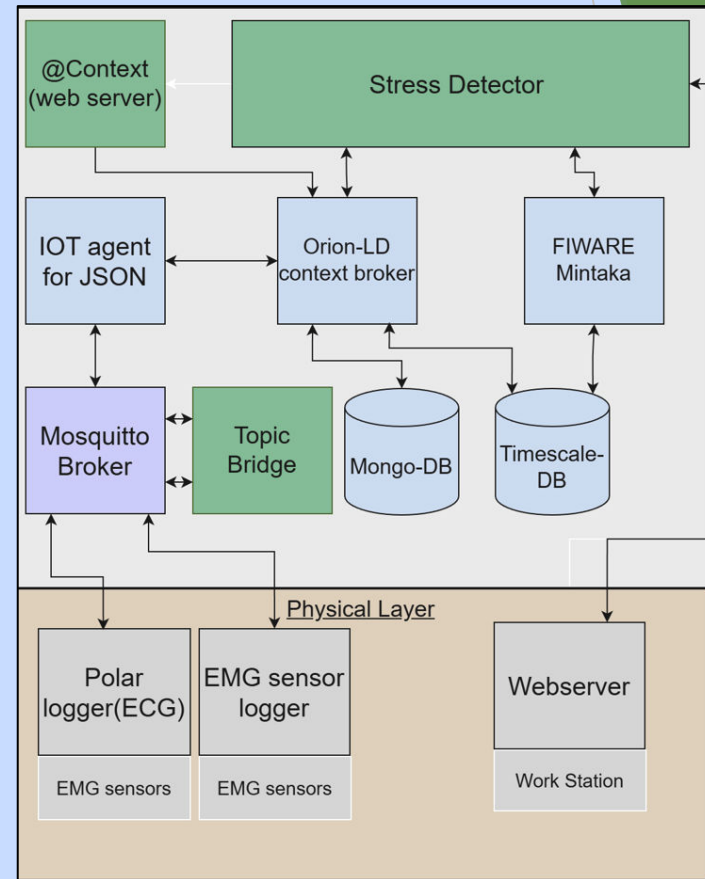 @Context
(web server)
Stress Detector
IOT agent
for JSON
Orion-LD
context broker
FIWARE
Mintaka
Mosquitto
Broker
Topic
Bridge
Mongo-DB
Timescale-
DB
Physical Layer
Polar
logger(ECG)
EMG sensor
logger
Webserver
EMG sensors
EMG sensors
Work Station